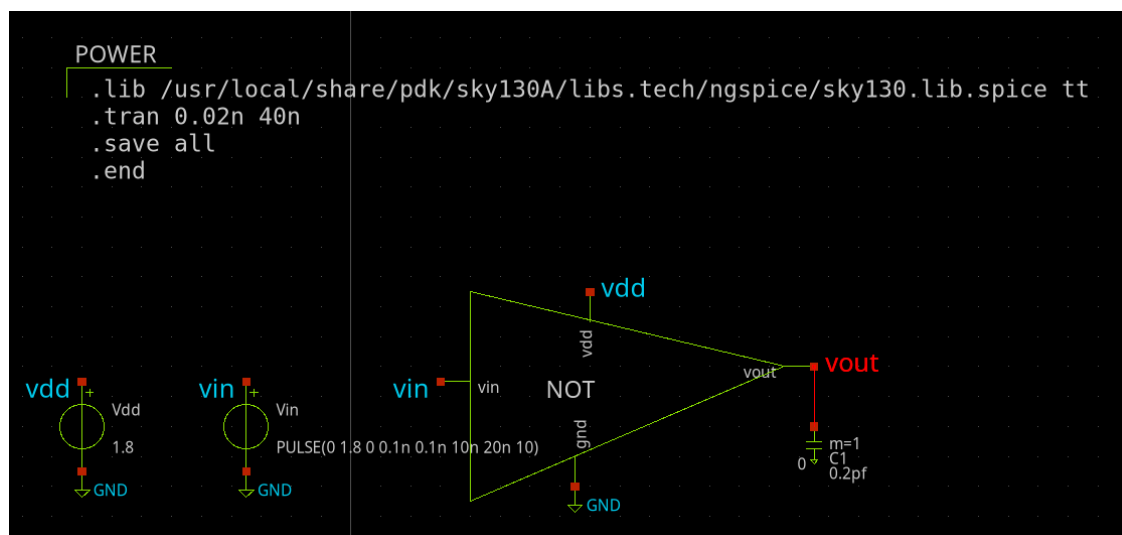 POWER
.lib /usr/local/share/pdk/sky130A/libs.tech/ngspice/sky130.lib.spice tt
.tran 0.02n 40n
.save all
.end
vdd
vdd
vout
vout
vdd
+
Vdd
1.8
GND
vin
+
Vin
PULSE(0 1.8 0 0.1n 0.1n 10n 20n 10)
GND
vin
vin
NOT
gnd
GND
m=1
C1
0
0.2pf